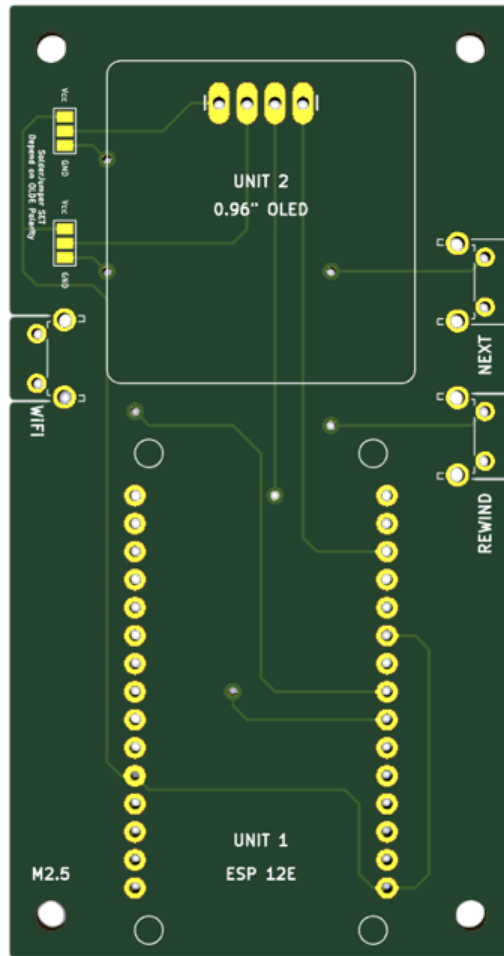 Vcc
GND
Solder/Jumper SET
Depend on OLDE Polarity
Vcc
GND
UNIT 2
0.96" OLED
NEXT
WiFi
REWIND
UNIT 1
M2.5
ESP 12E